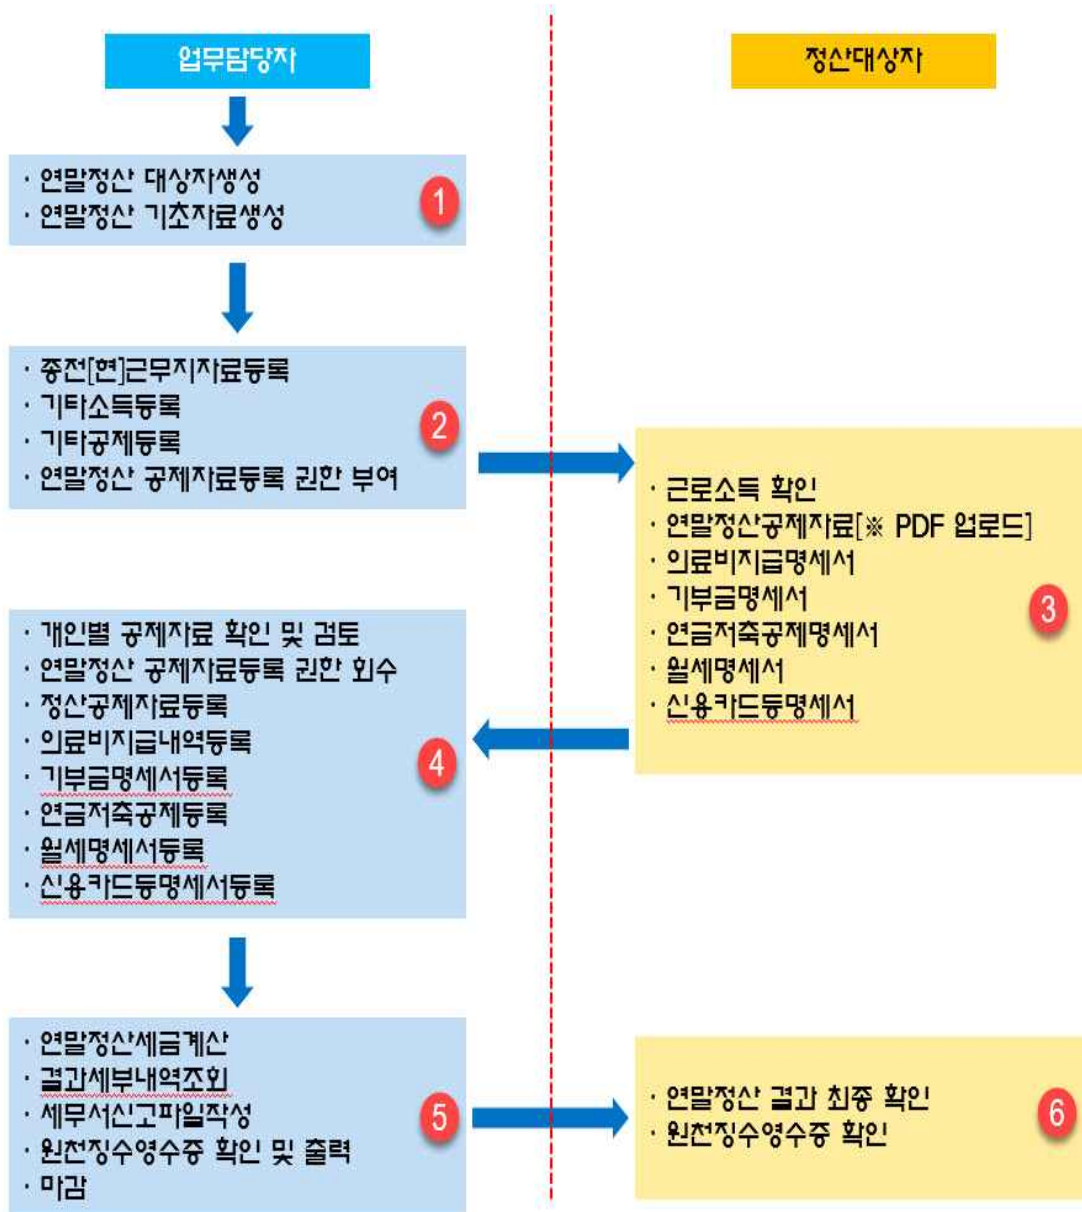 업무담당자
정산대상자
· 연말정산 대상자생성
· 연말정산 기초자료생성
1
· 종전[현]근무지자료등록
· 기타소득등록
· 기타공제등록
· 연말정산 공제자료등록 권한 부여
2
· 근로소득 확인
· 연말정산공제자료[※ PDF 업로드]
· 의료비지급명세서
· 기부금명세서
· 연금저축공제명세서
· 월세명세서
· 신용카드등명세서
3
· 개인별 공제자료 확인 및 검토
· 연말정산 공제자료등록 권한 회수
· 정산공제자료등록
· 의료비지급내역등록
· 기부금명세서등록
· 연금저축공제등록
· 월세명세서등록
· 신용카드등명세서등록
4
· 연말정산세금계산
· 결과세부내역조회
· 세무서신고파일작성
· 원천징수영수증 확인 및 출력
· 마감
5
· 연말정산 결과 최종 확인
· 원천징수영수증 확인
6